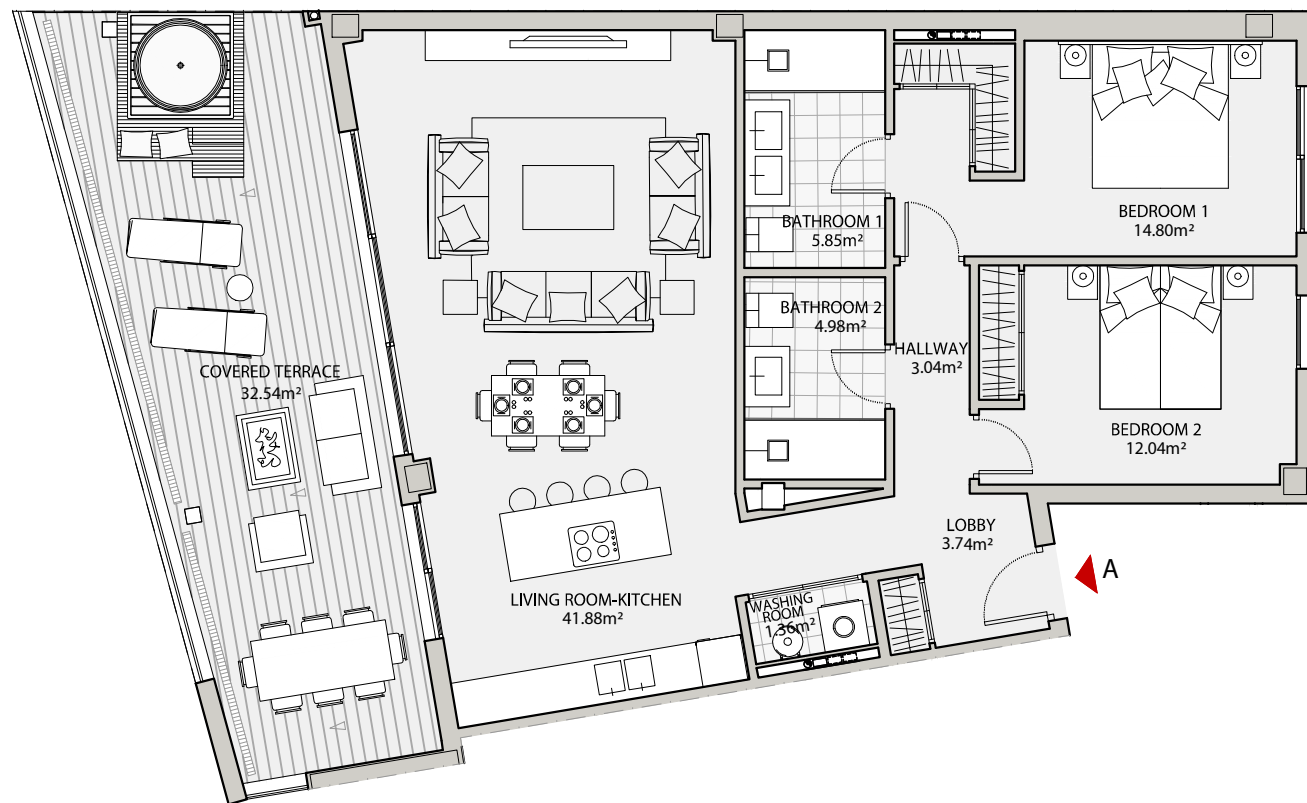 BEDROOM 1
14.80m²
BATHROOM 1
5.85m²
BATHROOM 2
4.98m²
HALLWAY
3.04m²
COVERED TERRACE
32.54m²
BEDROOM 2
12.04m²
LOBBY
3.74m²
A
LIVING ROOM-KITCHEN
41.88m²
WASHING
ROOM
1.36m²